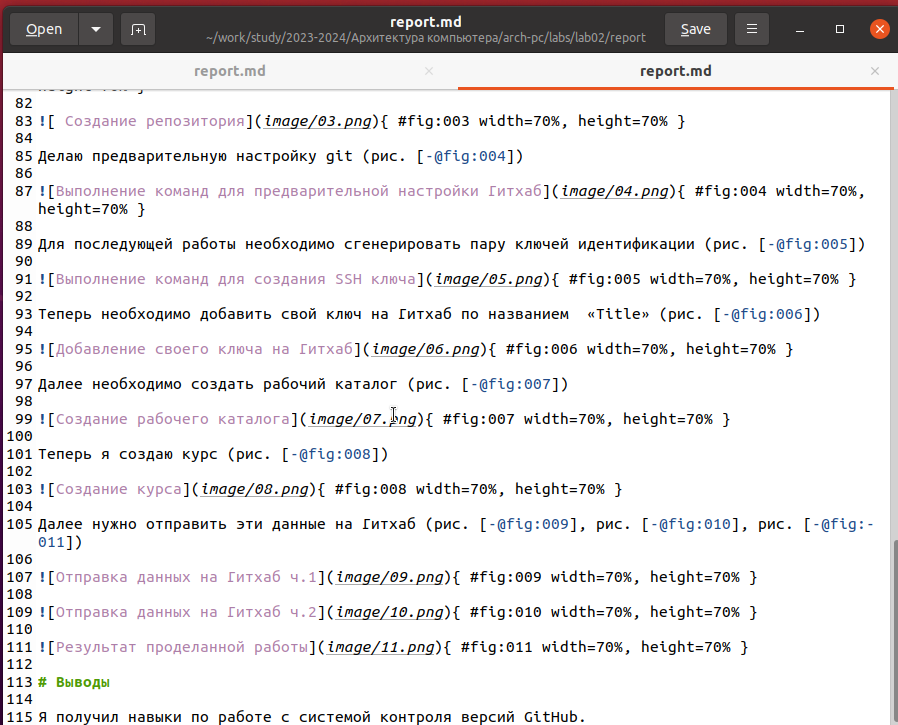 Open
report.md
~/work/study/2023-2024/Архитектура компьютера/arch-pc/labs/lab02/report
Save
report.md
report.md
82
83 ![ Создание репозитория](image/03.png){ #fig:003 width=70%, height=70% }
84
85 Делаю предварительную настройку git (рис. [-@fig:004])
86
87 ![Выполнение команд для предварительной настройки Гитхаб](image/04.png){ #fig:004 width=70%,
height=70% }
88
89 Для последующей работы необходимо сгенерировать пару ключей идентификации (рис. [-@fig:005])
90
91 ![Выполнение команд для создания SSH ключа](image/05.png){ #fig:005 width=70%, height=70% }
92
93 Теперь необходимо добавить свой ключ на Гитхаб по названием  «Title» (рис. [-@fig:006])
94
95 ![Добавление своего ключа на Гитхаб](image/06.png){ #fig:006 width=70%, height=70% }
96
97 Далее необходимо создать рабочий каталог (рис. [-@fig:007])
98
99 ![Создание рабочего каталога](image/07.png){ #fig:007 width=70%, height=70% }
100
101 Теперь я создаю курс (рис. [-@fig:008])
102
103 ![Создание курса](image/08.png){ #fig:008 width=70%, height=70% }
104
105 Далее нужно отправить эти данные на Гитхаб (рис. [-@fig:009], рис. [-@fig:010], рис. [-@fig:-
011])
106
107 ![Отправка данных на Гитхаб ч.1](image/09.png){ #fig:009 width=70%, height=70% }
108
109 ![Отправка данных на Гитхаб ч.2](image/10.png){ #fig:010 width=70%, height=70% }
110
111 ![Результат проделанной работы](image/11.png){ #fig:011 width=70%, height=70% }
112
113 # Выводы
114
115 Я получил навыки по работе с системой контроля версий GitHub.